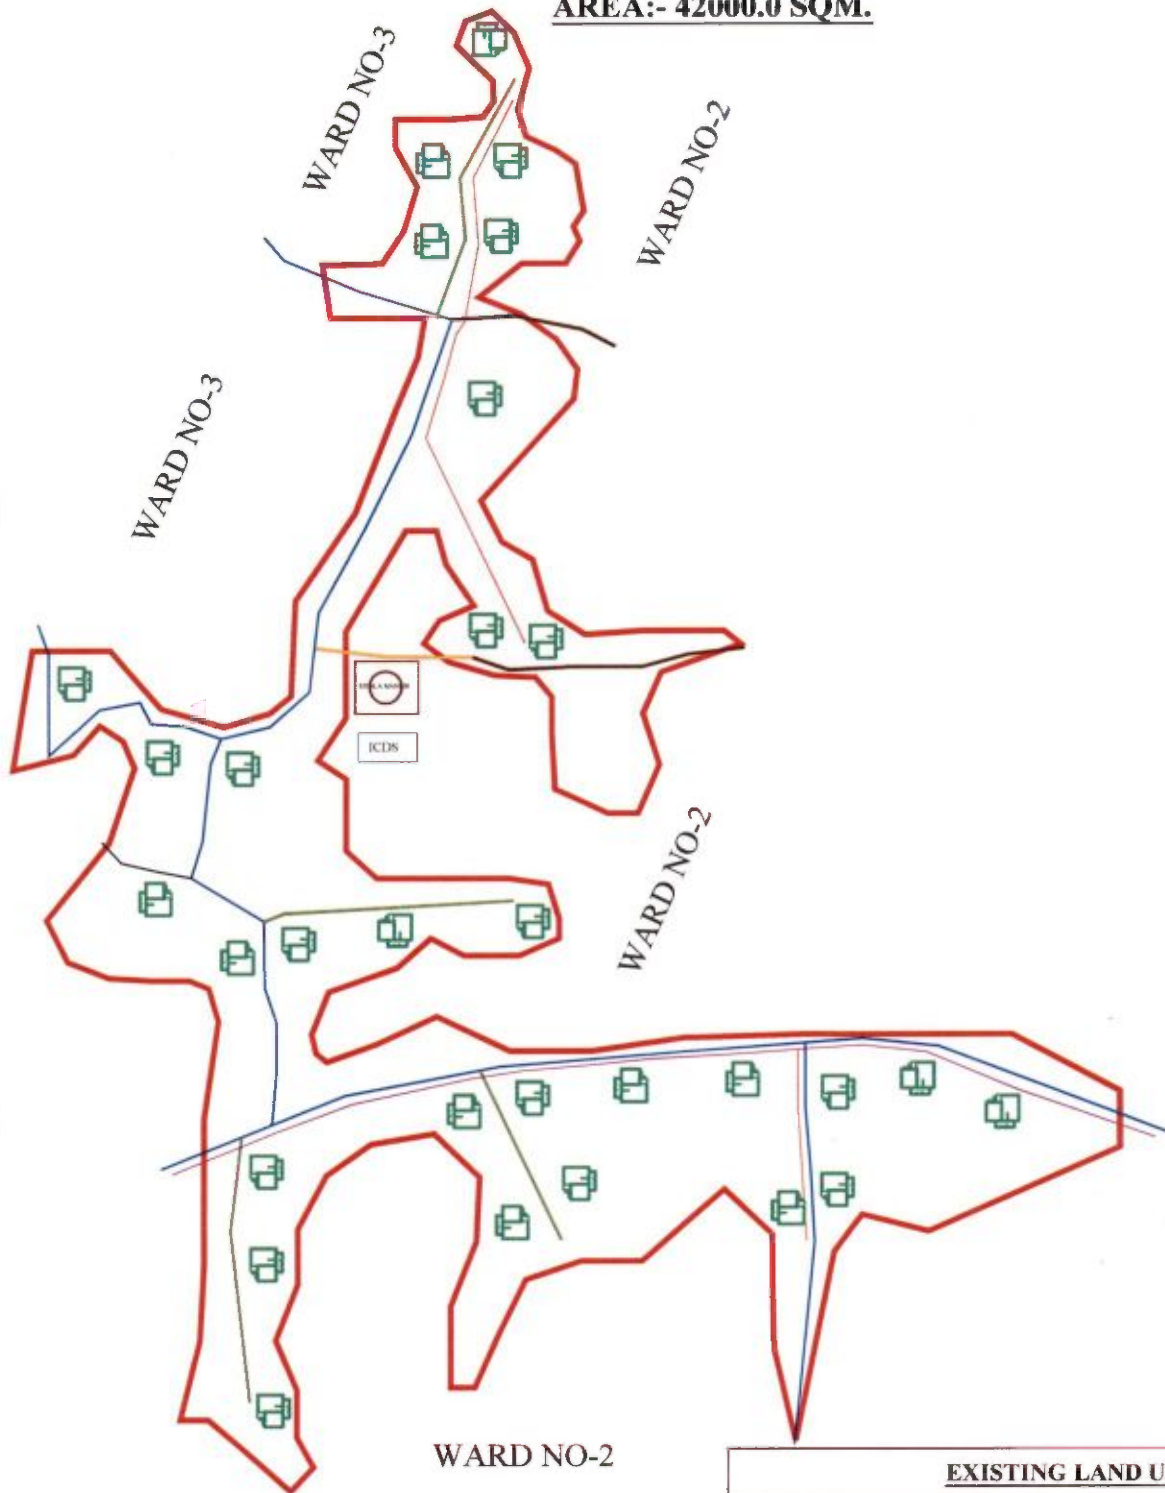 AREA:- 42000.0 SQM.
WARD NO-3
WARD NO-2
WARD NO-3
ICDS
WARD NO-2
WARD NO-2
EXISTING LAND U